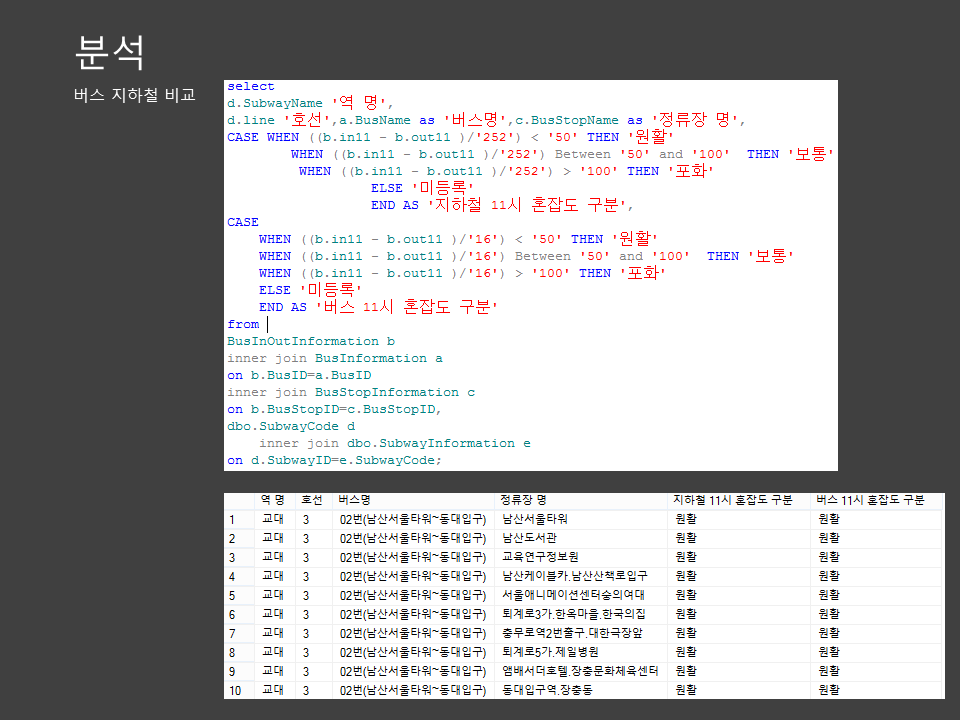 분석
버스 지하철 비교
select
d.SubwayName '역 명',
d.line '호선',a.BusName as '버스명',c.BusStopName as '정류장 명',
CASE WHEN ((b.in11 - b.out11 )/'252') < '50' THEN '원활'
WHEN ((b.in11 - b.out11 )/'252') Between '50' and '100'  THEN '보통'
WHEN ((b.in11 - b.out11 )/'252') > '100' THEN '포화'
ELSE '미등록'
END AS '지하철 11시 혼잡도 구분',
CASE
WHEN ((b.in11 - b.out11 )/'16') < '50' THEN '원활'
WHEN ((b.in11 - b.out11 )/'16') Between '50' and '100'  THEN '보통'
WHEN ((b.in11 - b.out11 )/'16') > '100' THEN '포화'
ELSE '미등록'
END AS '버스 11시 혼잡도 구분'
from
BusInOutInformation b
inner join BusInformation a
on b.BusID=a.BusID
inner join BusStopInformation c
on b.BusStopID=c.BusStopID,
dbo.SubwayCode d
inner join dbo.SubwayInformation e
on d.SubwayID=e.SubwayCode;
역 명 호선 버스명 정류장 명 지하철 11시 혼잡도 구분 버스 11시 혼잡도 구분
1 교대 3 02번(남산서울타워~동대입구) 남산서울타워 원활 원활
2 교대 3 02번(남산서울타워~동대입구) 남산도서관 원활 원활
3 교대 3 02번(남산서울타워~동대입구) 교육연구정보원 원활 원활
4 교대 3 02번(남산서울타워~동대입구) 남산케이블카.남산산책로입구 원활 원활
5 교대 3 02번(남산서울타워~동대입구) 서울애니메이션센터숭의여대 원활 원활
6 교대 3 02번(남산서울타워~동대입구) 퇴계로3가.한옥마을.한국의집 원활 원활
7 교대 3 02번(남산서울타워~동대입구) 충무로역2번출구.대한극장앞 원활 원활
8 교대 3 02번(남산서울타워~동대입구) 퇴계로5가.제일병원 원활 원활
9 교대 3 02번(남산서울타워~동대입구) 앰배서더호텔.장충문화체육센터 원활 원활
10 교대 3 02번(남산서울타워~동대입구) 동대입구역.장충동 원활 원활